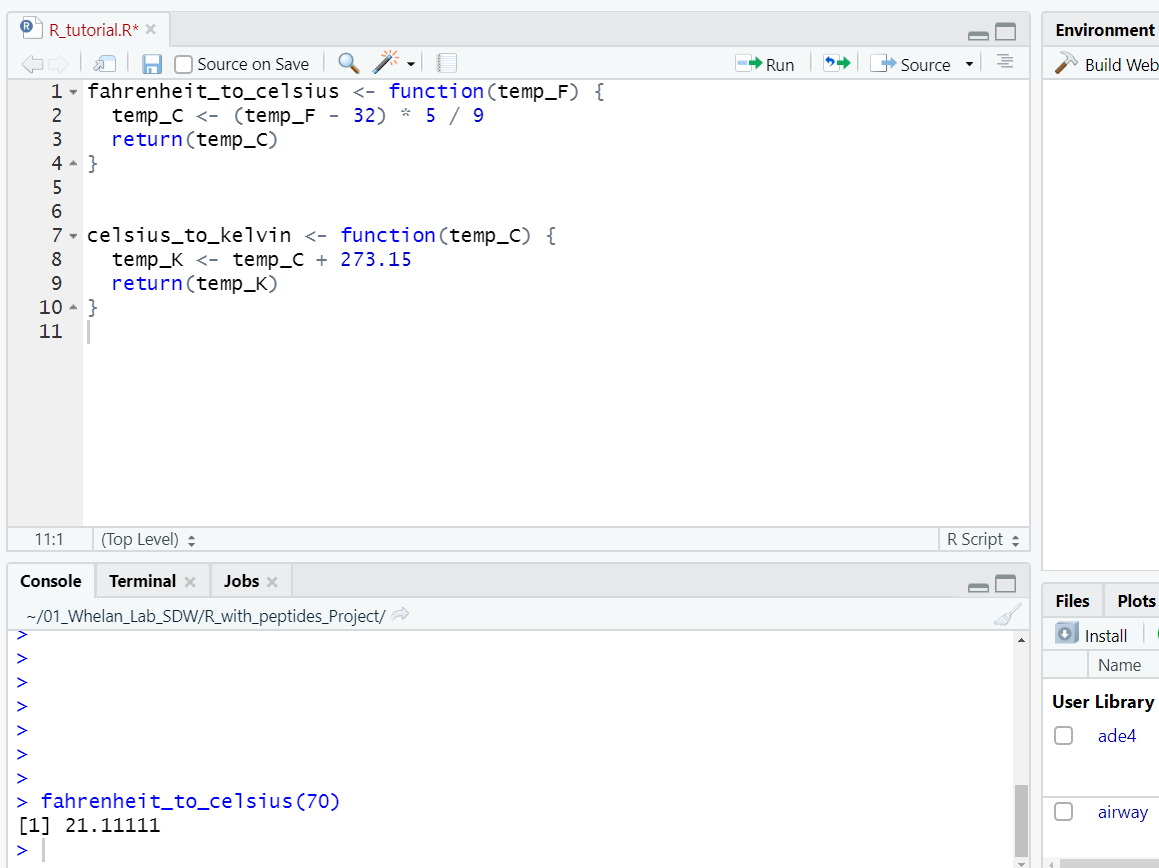 R_tutorial.R*
Source on Save
Run
Source
1 fahrenheit_to_celsius <- function(temp_F) {
2 temp_C <- (temp_F - 32) * 5 / 9
3 return(temp_C)
4 }
5
6
7 celsius_to_kelvin <- function(temp_C) {
8 temp_K <- temp_C + 273.15
9 return(temp_K)
10 }
11
11:1 (Top Level) R Script
Console Terminal Jobs
~/01_Whelan_Lab_SDW/R_with_peptides_Project/
>
>
>
>
>
>
>
> fahrenheit_to_celsius(70)
[1] 21.11111
>
Environment
Build Web
Files Plots
Install
Name
User Library
ade4
airway